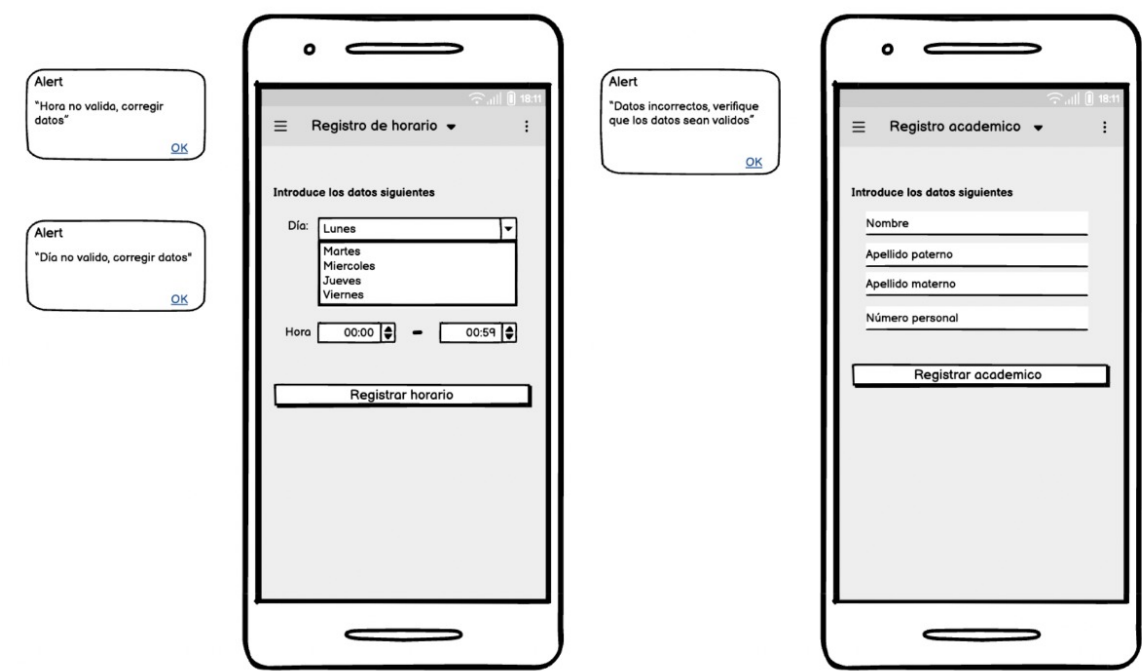 Alert
"Hora no valida, corregir
datos"
OK
Alert
"Día no valido, corregir datos"
OK
18:11
Registro de horario
Introduce los datos siguientes
Día:
Lunes
Martes
Miercoles
Jueves
Viernes
Hora
00:00
-
00:59
Registrar horario
Alert
"Datos incorrectos, verifique
que los datos sean validos"
OK
18:11
Registro academico
Introduce los datos siguientes
Nombre
Apellido paterno
Apellido materno
Número personal
Registrar academico